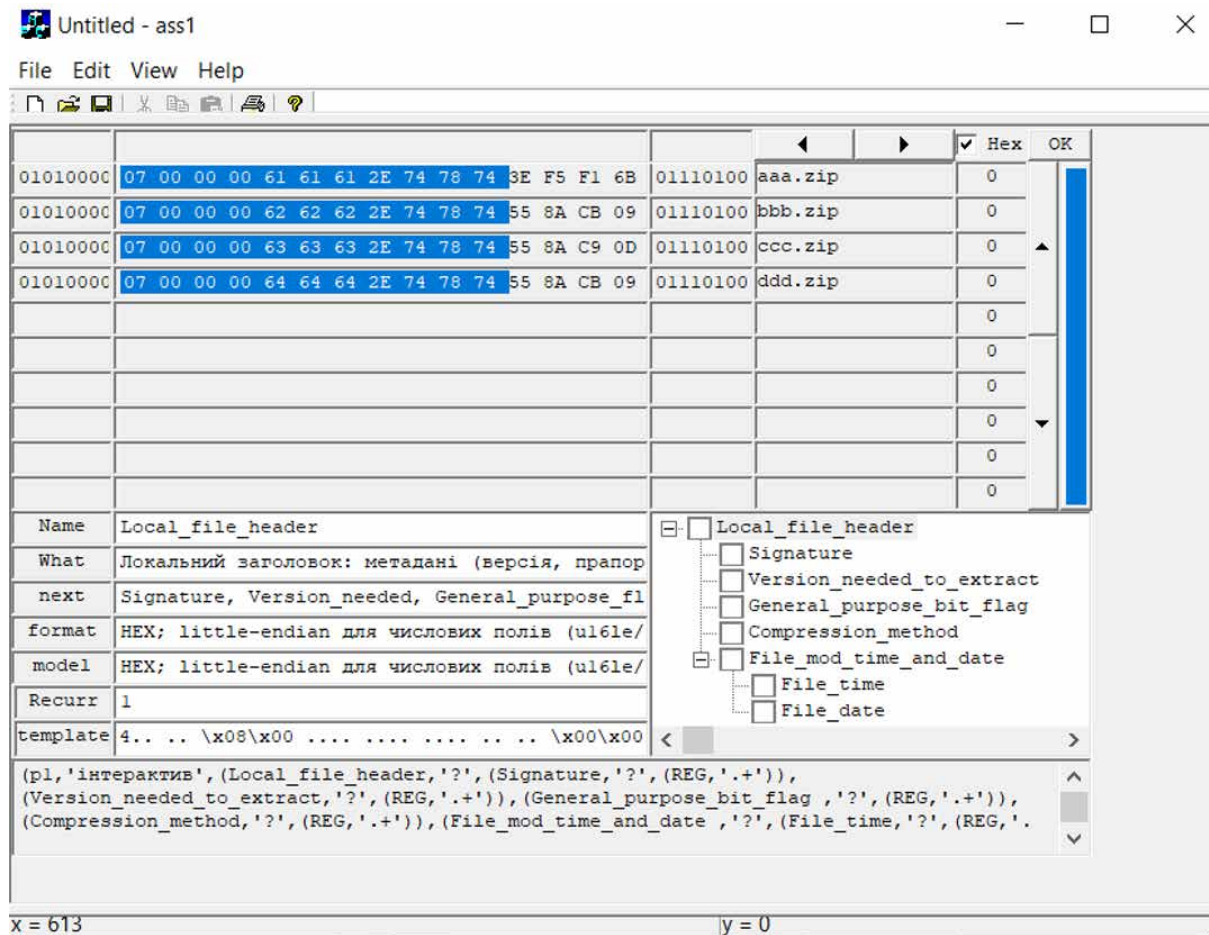 Untitled - ass1
File Edit View Help
Hex OK
01010000 07 00 00 00 61 61 61 2E 74 78 74 3E F5 F1 6B 01110100 aaa.zip 0
01010000 07 00 00 00 62 62 62 2E 74 78 74 55 8A CB 09 01110100 bbb.zip 0
01010000 07 00 00 00 63 63 63 2E 74 78 74 55 8A C9 0D 01110100 ccc.zip 0
01010000 07 00 00 00 64 64 64 2E 74 78 74 55 8A CB 09 01110100 ddd.zip 0
0
0
0
0
0
0
Name Local_file_header
What Локальний заголовок: метадані (версія, прапор
next Signature, Version_needed, General_purpose_fl
format HEX; little-endian для числових полів (u16le/
model HEX; little-endian для числових полів (u16le/
Recurr 1
template 4.. .. \x08\x00 .... .... .... .. .. \x00\x00
Local_file_header
Signature
Version_needed_to_extract
General_purpose_bit_flag
Compression_method
File_mod_time_and_date
File_time
File_date
(pl,'інтерактив',(Local_file_header,'?',(Signature,'?',(REG,'.+')),
(Version_needed_to_extract,'?',(REG,'.+')),(General_purpose_bit_flag ,'?',(REG,'.+')),
(Compression_method,'?',(REG,'.+')),(File_mod_time_and_date ,'?',(File_time,'?',(REG,'.
x = 613 y = 0